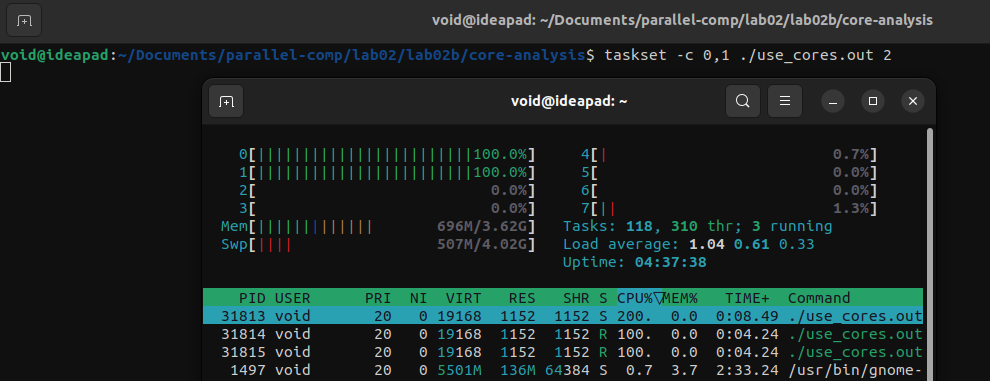 void@ideapad: ~/Documents/parallel-comp/lab02/lab02b/core-analysis
void@ideapad:~/Documents/parallel-comp/lab02/lab02b/core-analysis$ taskset -c 0,1 ./use_cores.out 2
void@ideapad: ~
0[||||||||||||||||||||||||100.0%] 4[| 0.7%]
1[||||||||||||||||||||||||100.0%] 5[ 0.0%]
2[ 0.0%] 6[ 0.0%]
3[ 0.0%] 7[|| 1.3%]
Mem[||||||||||||| 696M/3.62G] Tasks: 118, 310 thr; 3 running
Swp[|||| 507M/4.02G] Load average: 1.04 0.61 0.33
Uptime: 04:37:38
PID USER PRI NI VIRT RES SHR S CPU%▽MEM% TIME+ Command
31813 void 20 0 19168 1152 1152 S 200. 0.0 0:08.49 ./use_cores.out
31814 void 20 0 19168 1152 1152 R 100. 0.0 0:04.24 ./use_cores.out
31815 void 20 0 19168 1152 1152 R 100. 0.0 0:04.24 ./use_cores.out
1497 void 20 0 5501M 136M 64384 S 0.7 3.7 2:33.24 /usr/bin/gnome-